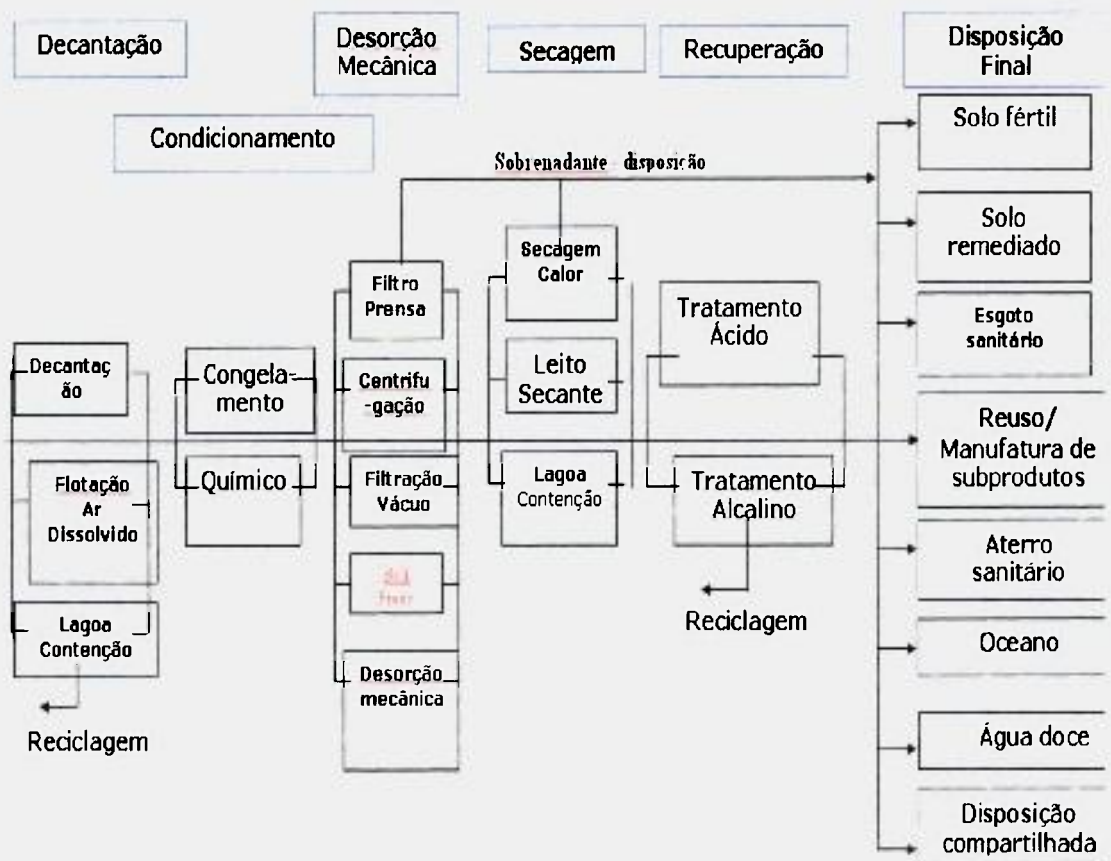 Decantação
Desorção
Mecânica
Secagem
Recuperação
Disposição
Final
Condicionamento
Sobrenadante disposição
Solo fértil
Solo
remediado
Esgoto
sanitário
Reuso/
Manufatura de
subprodutos
Aterro
sanitário
Oceano
Água doce
Disposição
compartilhada
Decantaç
ão
Flotação
Ar
Dissolvido
Lagoa
Contenção
Reciclagem
Congela-
mento
Químico
Filtro
Prensa
Centrifu
-gação
Filtração
Vácuo
Desorção
mecânica
Secagem
Calor
Leito
Secante
Lagoa
Contenção
Tratamento
Ácido
Tratamento
Alcalino
Reciclagem